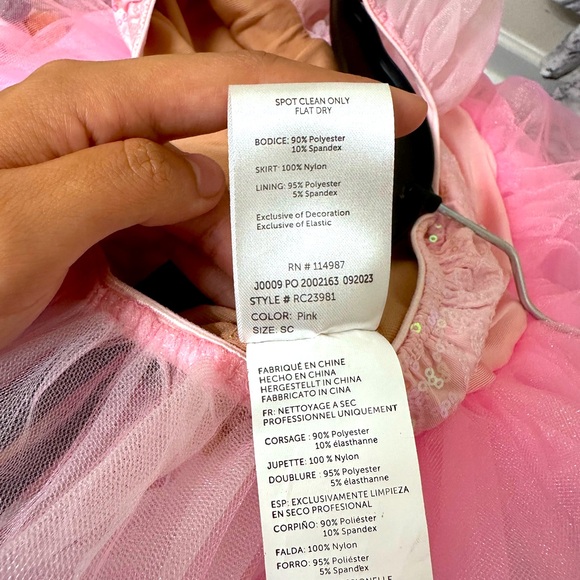 SPOT CLEAN ONLY
FLAT DRY
BODICE: 90% Polyester
10% Spandex
SKIRT: 100% Nylon
LINING: 95% Polyester
5% Spandex
Exclusive of Decoration
Exclusive of Elastic
RN # 114987
J0009 PO 2002163 092023
STYLE # RC23981
COLOR: Pink
SIZE: SC
FABRIQUÉ EN CHINE
HECHO EN CHINA
HERGESTELLT IN CHINA
FABBRICATO IN CINA
FR: NETTOYAGE A SEC
PROFESSIONNEL UNIQUEMENT
CORSAGE : 90% Polyester
10% élasthanne
JUPETTE: 100 % Nylon
DOUBLURE : 95% Polyester
5% élasthanne
ESP: EXCLUSIVAMENTE LIMPIEZA
EN SECO PROFESIONAL
CORPIÑO: 90% Poliéster
10% Spandex
FALDA: 100% Nylon
FORRO: 95% Poliéster
5% Spandex